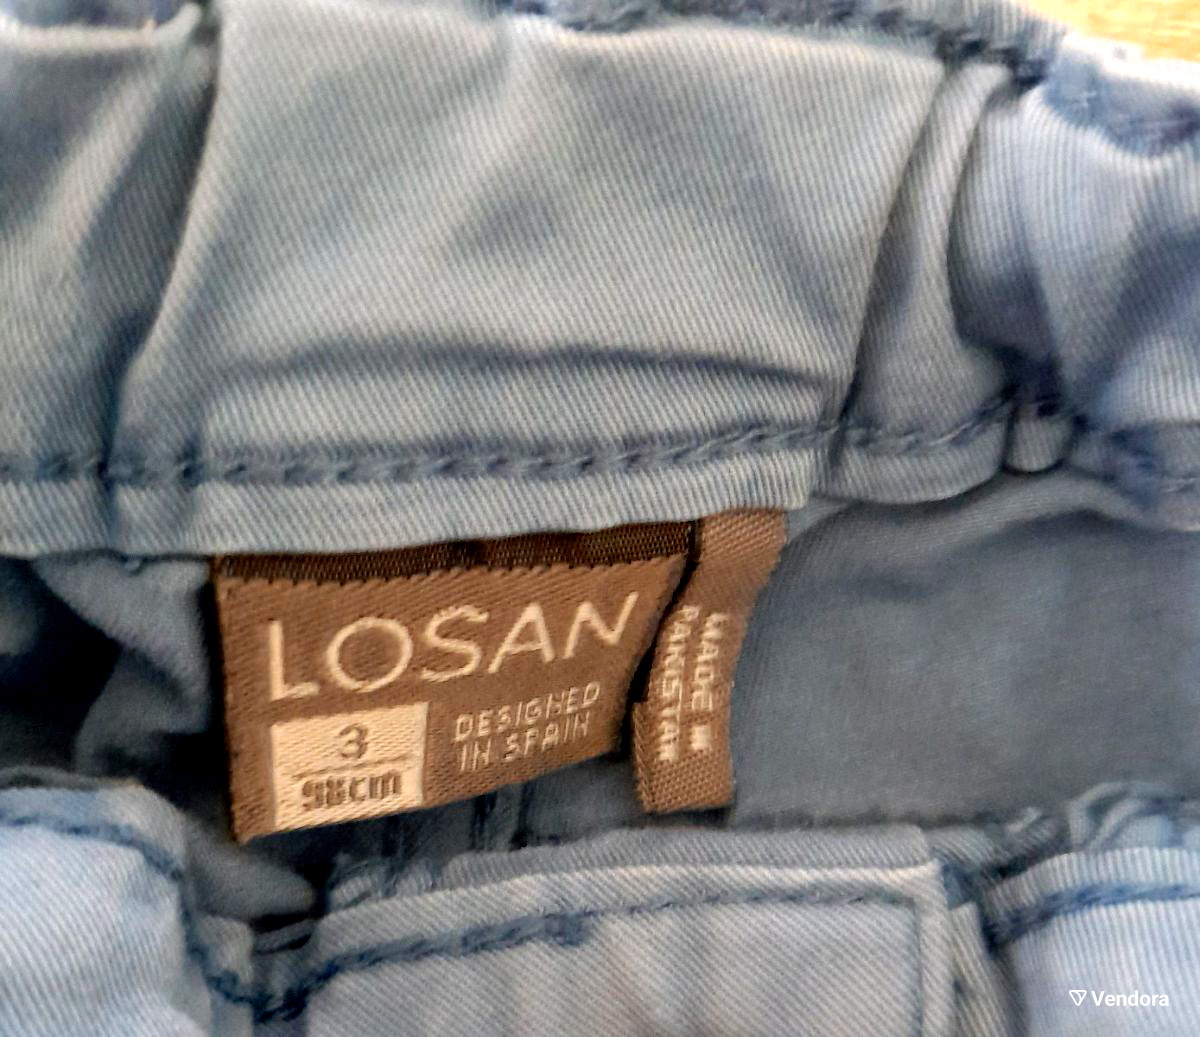 LOSAN
3
98cm
DESIGNED
IN SPAIN
MADE IN
PAKISTAN
Vendora